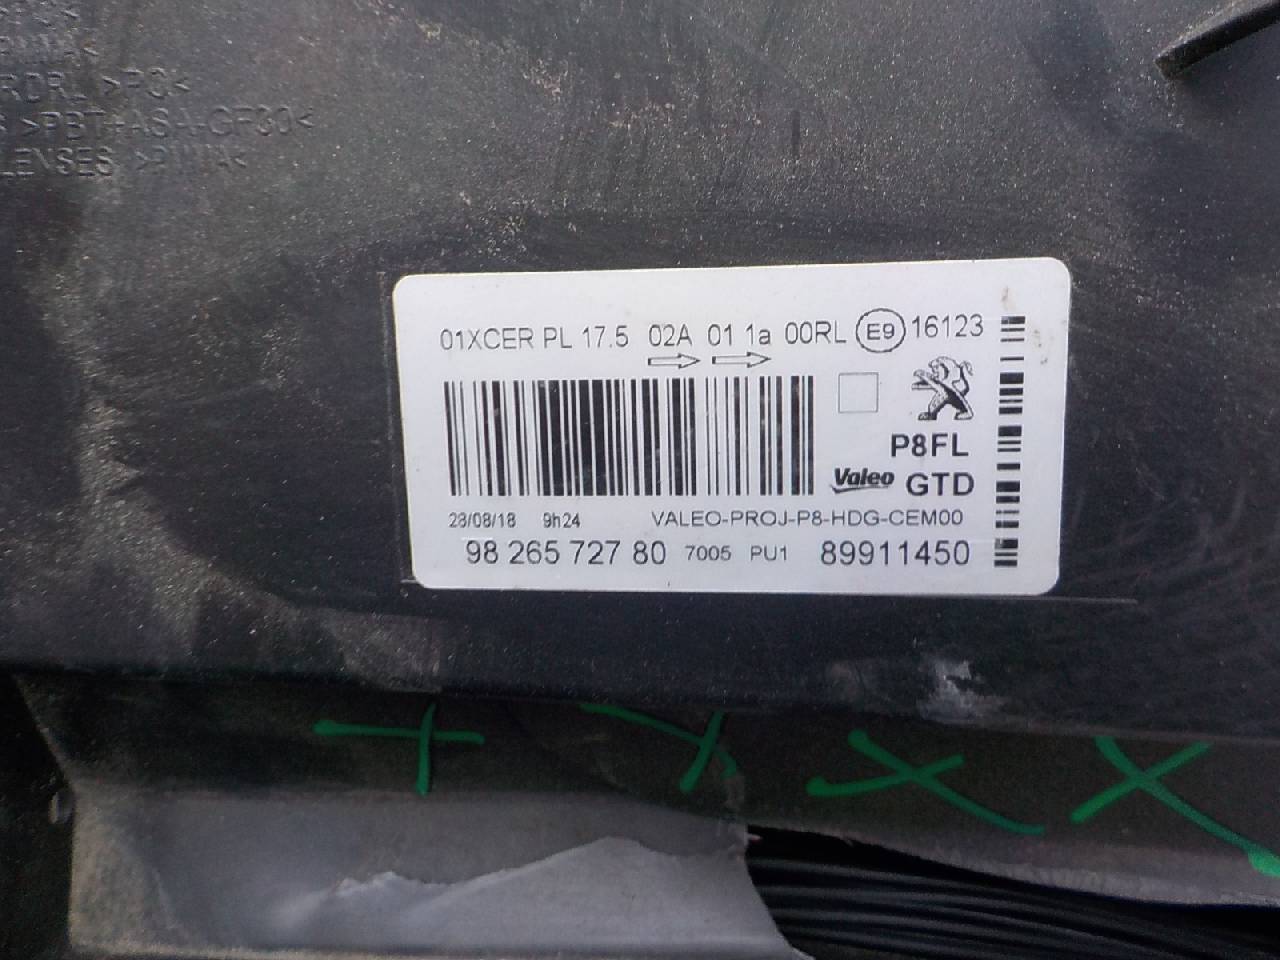 RDRL >PC<
>PBT+ASA-GF30<
LENSES >PMMA<
01XCER PL 17.5 02A 01 1a 00RL E9 16123
P8FL
Valeo GTD
28/08/18 9h24 VALEO-PROJ-P8-HDG-CEM00
98 265 727 80 7005 PU1 89911450